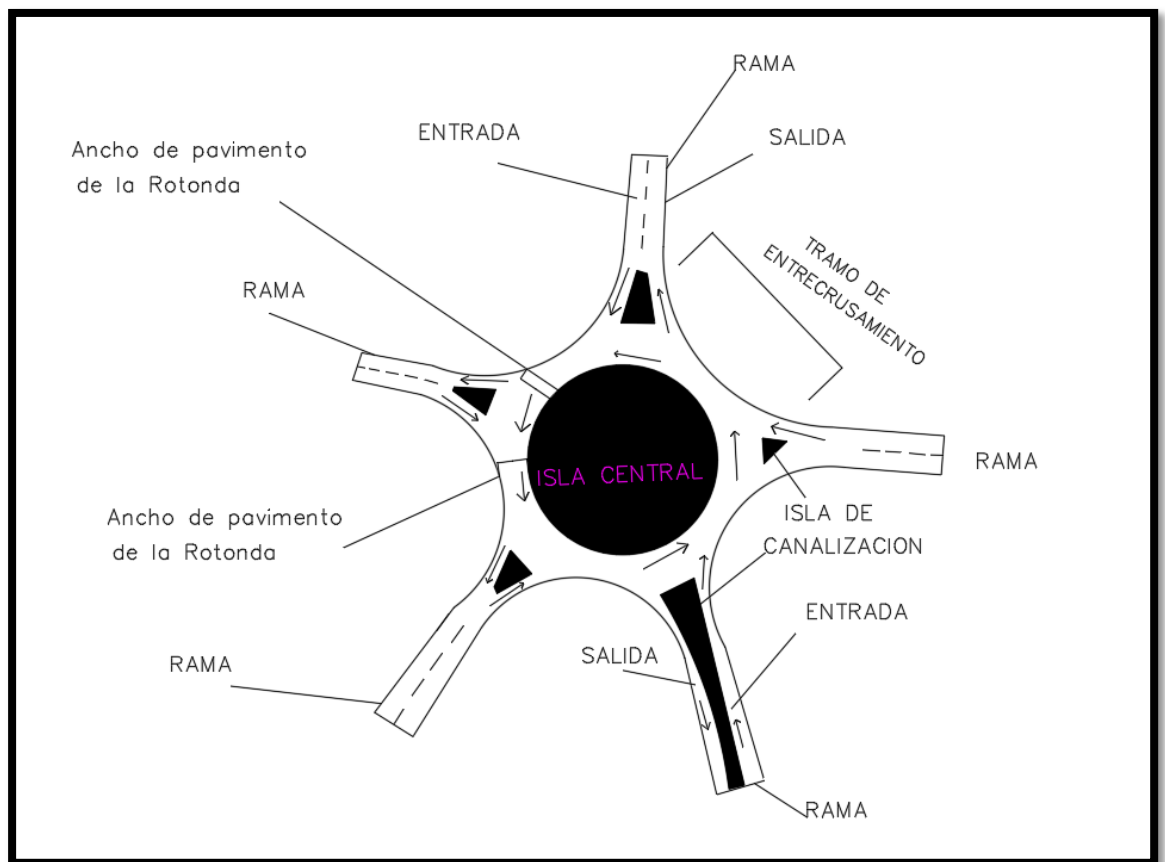 RAMA
ENTRADA
SALIDA
Ancho de pavimento
de la Rotonda
TRAMO DE
ENTRECRUSAMIENTO
RAMA
RAMA
ISLA CENTRAL
ISLA DE
CANALIZACION
Ancho de pavimento
de la Rotonda
ENTRADA
SALIDA
RAMA
RAMA